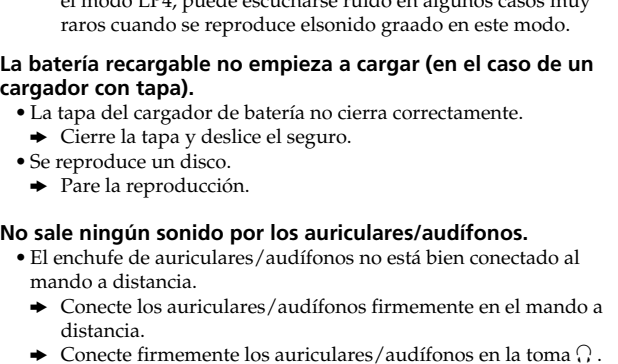 el modo LP4, puede escucharse ruido en algunos casos muy
raros cuando se reproduce elsonido graado en este modo.
La batería recargable no empieza a cargar (en el caso de un
cargador con tapa).
• La tapa del cargador de batería no cierra correctamente.
➜ Cierre la tapa y deslice el seguro.
• Se reproduce un disco.
➜ Pare la reproducción.
No sale ningún sonido por los auriculares/audífonos.
• El enchufe de auriculares/audífonos no está bien conectado al
mando a distancia.
➜ Conecte los auriculares/audífonos firmemente en el mando a
distancia.
➜ Conecte firmemente los auriculares/audífonos en la toma 🎧.